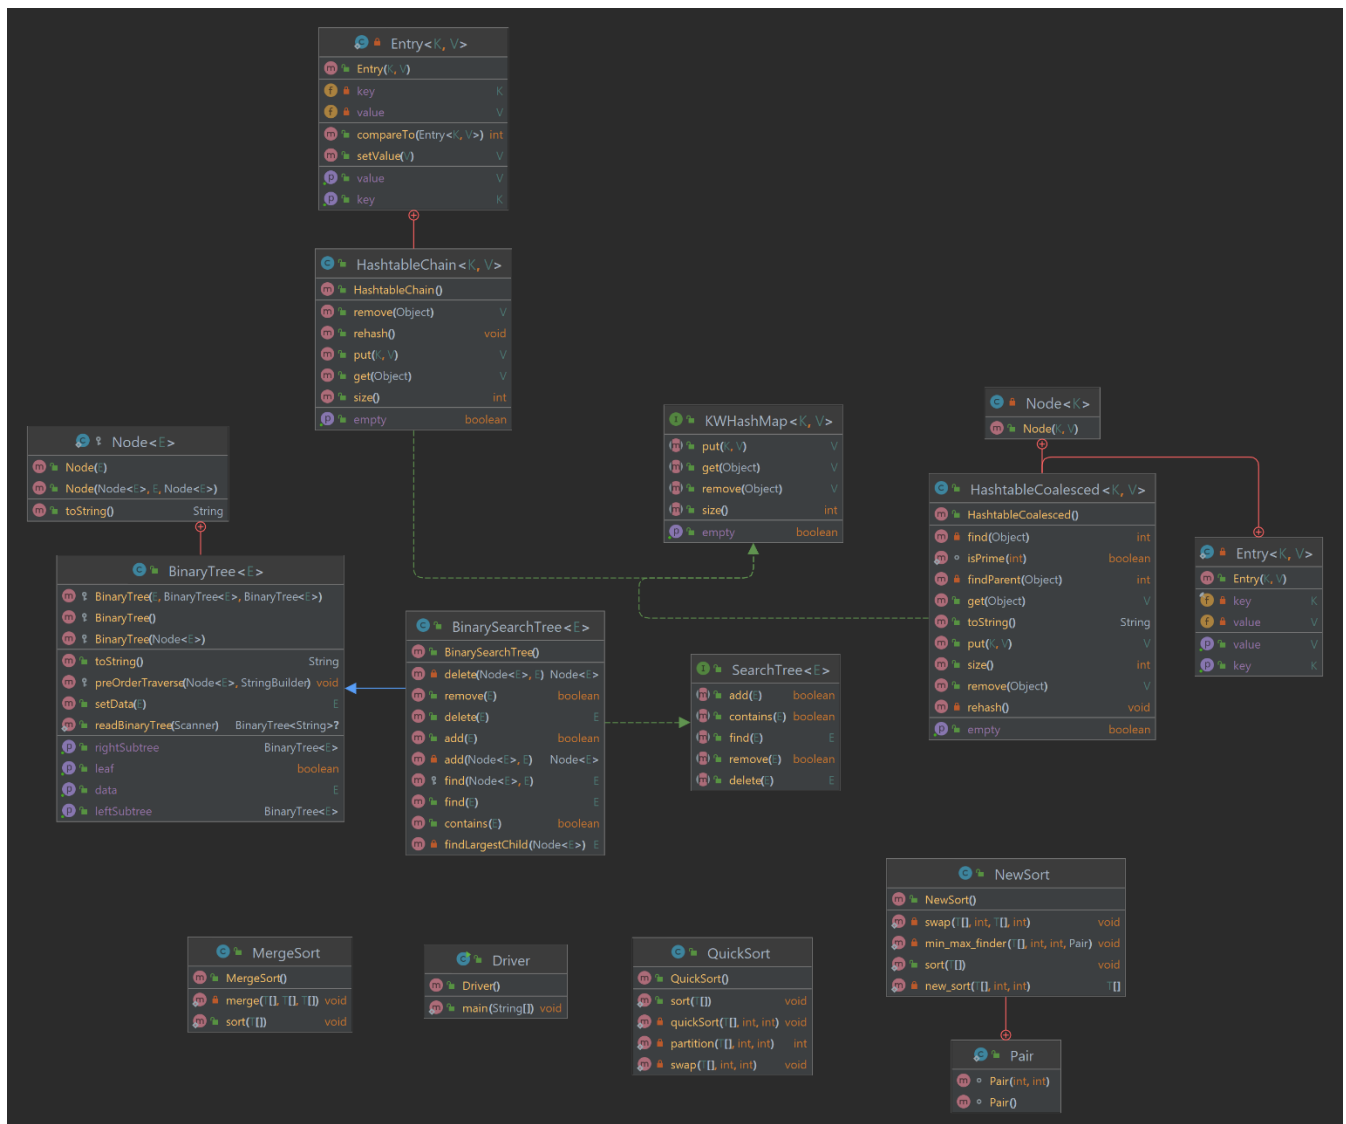 Entry<K, V>
Entry(K, V)
key K
value V
compareTo(Entry<K, V>) int
setValue(V) V
value V
key K
HashtableChain<K, V>
HashtableChain()
remove(Object) V
rehash() void
put(K, V) V
get(Object) V
size() int
empty boolean
Node<E>
Node(E)
Node(Node<E>, E, Node<E>)
toString() String
KWHashMap<K, V>
put(K, V) V
get(Object) V
remove(Object) V
size() int
empty boolean
Node<K>
Node(K, V)
HashtableCoalesced<K, V>
HashtableCoalesced()
find(Object) int
isPrime(int) boolean
findParent(Object) int
get(Object) V
toString() String
put(K, V) V
size() int
remove(Object) V
rehash() void
empty boolean
Entry<K, V>
Entry(K, V)
key K
value V
value V
key K
BinaryTree<E>
BinaryTree(E, BinaryTree<E>, BinaryTree<E>)
BinaryTree()
BinaryTree(Node<E>)
toString() String
preOrderTraverse(Node<E>, StringBuilder) void
setData(E) E
readBinaryTree(Scanner) BinaryTree<String>?
rightSubtree BinaryTree<E>
leaf boolean
data E
leftSubtree BinaryTree<E>
BinarySearchTree<E>
BinarySearchTree()
delete(Node<E>, E) Node<E>
remove(E) boolean
delete(E) E
add(E) boolean
add(Node<E>, E) Node<E>
find(Node<E>, E) E
find(E) E
contains(E) boolean
findLargestChild(Node<E>) E
SearchTree<E>
add(E) boolean
contains(E) boolean
find(E) E
remove(E) boolean
delete(E) E
NewSort
NewSort()
swap(T[], int, T[], int) void
min_max_finder(T[], int, int, Pair) void
sort(T[]) void
new_sort(T[], int, int) T[]
MergeSort
MergeSort()
merge(T[], T[], T[]) void
sort(T[]) void
Driver
Driver()
main(String[]) void
QuickSort
QuickSort()
sort(T[]) void
quickSort(T[], int, int) void
partition(T[], int, int) int
swap(T[], int, int) void
Pair
Pair(int, int)
Pair()